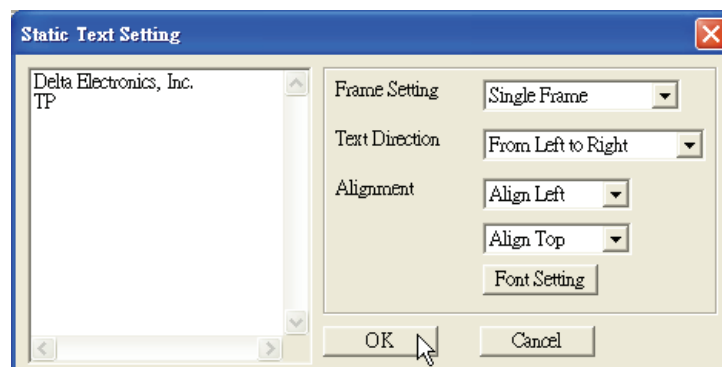 Static Text Setting
Delta Electronics, Inc.
TP
Frame Setting
Single Frame
Text Direction
From Left to Right
Alignment
Align Left
Align Top
Font Setting
OK
Cancel